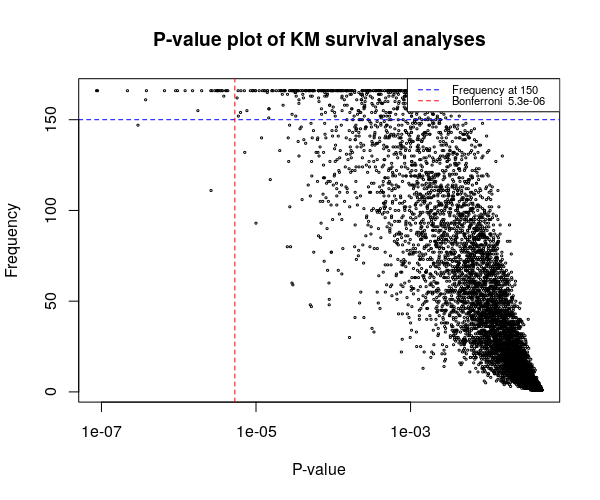 P-value plot of KM survival analyses
Frequency at 150
Bonferroni 5.3e-06
Frequency
150
100
50
0
1e-07
1e-05
1e-03
P-value